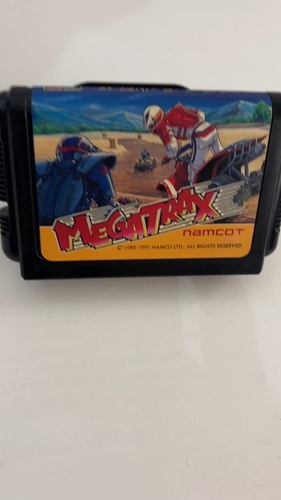 MEGATRAX
namcot
© 1989 1991 NAMCO LTD., ALL RIGHTS RESERVED